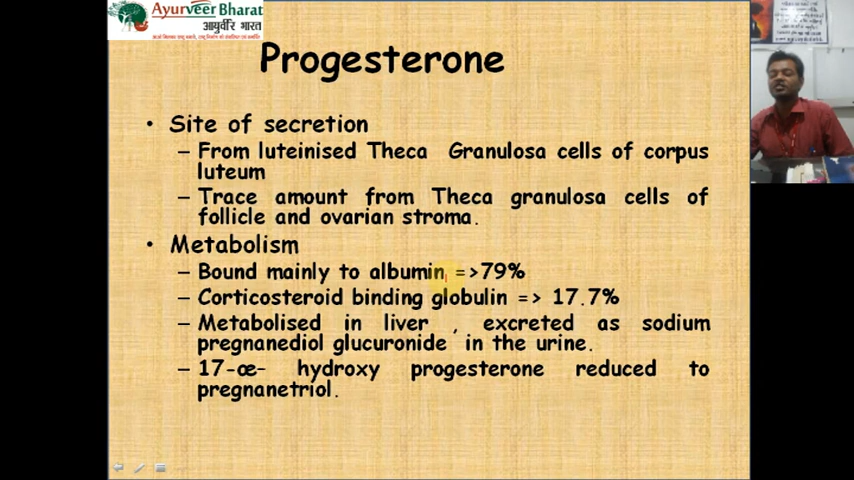 Ayurveer Bharat
आयुर्वीर भारत
Progesterone
• Site of secretion
– From luteinised Theca Granulosa cells of corpus
luteum
– Trace amount from Theca granulosa cells of
follicle and ovarian stroma.
• Metabolism
– Bound mainly to albumin =>79%
– Corticosteroid binding globulin => 17.7%
– Metabolised in liver , excreted as sodium
pregnanediol glucuronide in the urine.
– 17-œ– hydroxy progesterone reduced to
pregnanetriol.